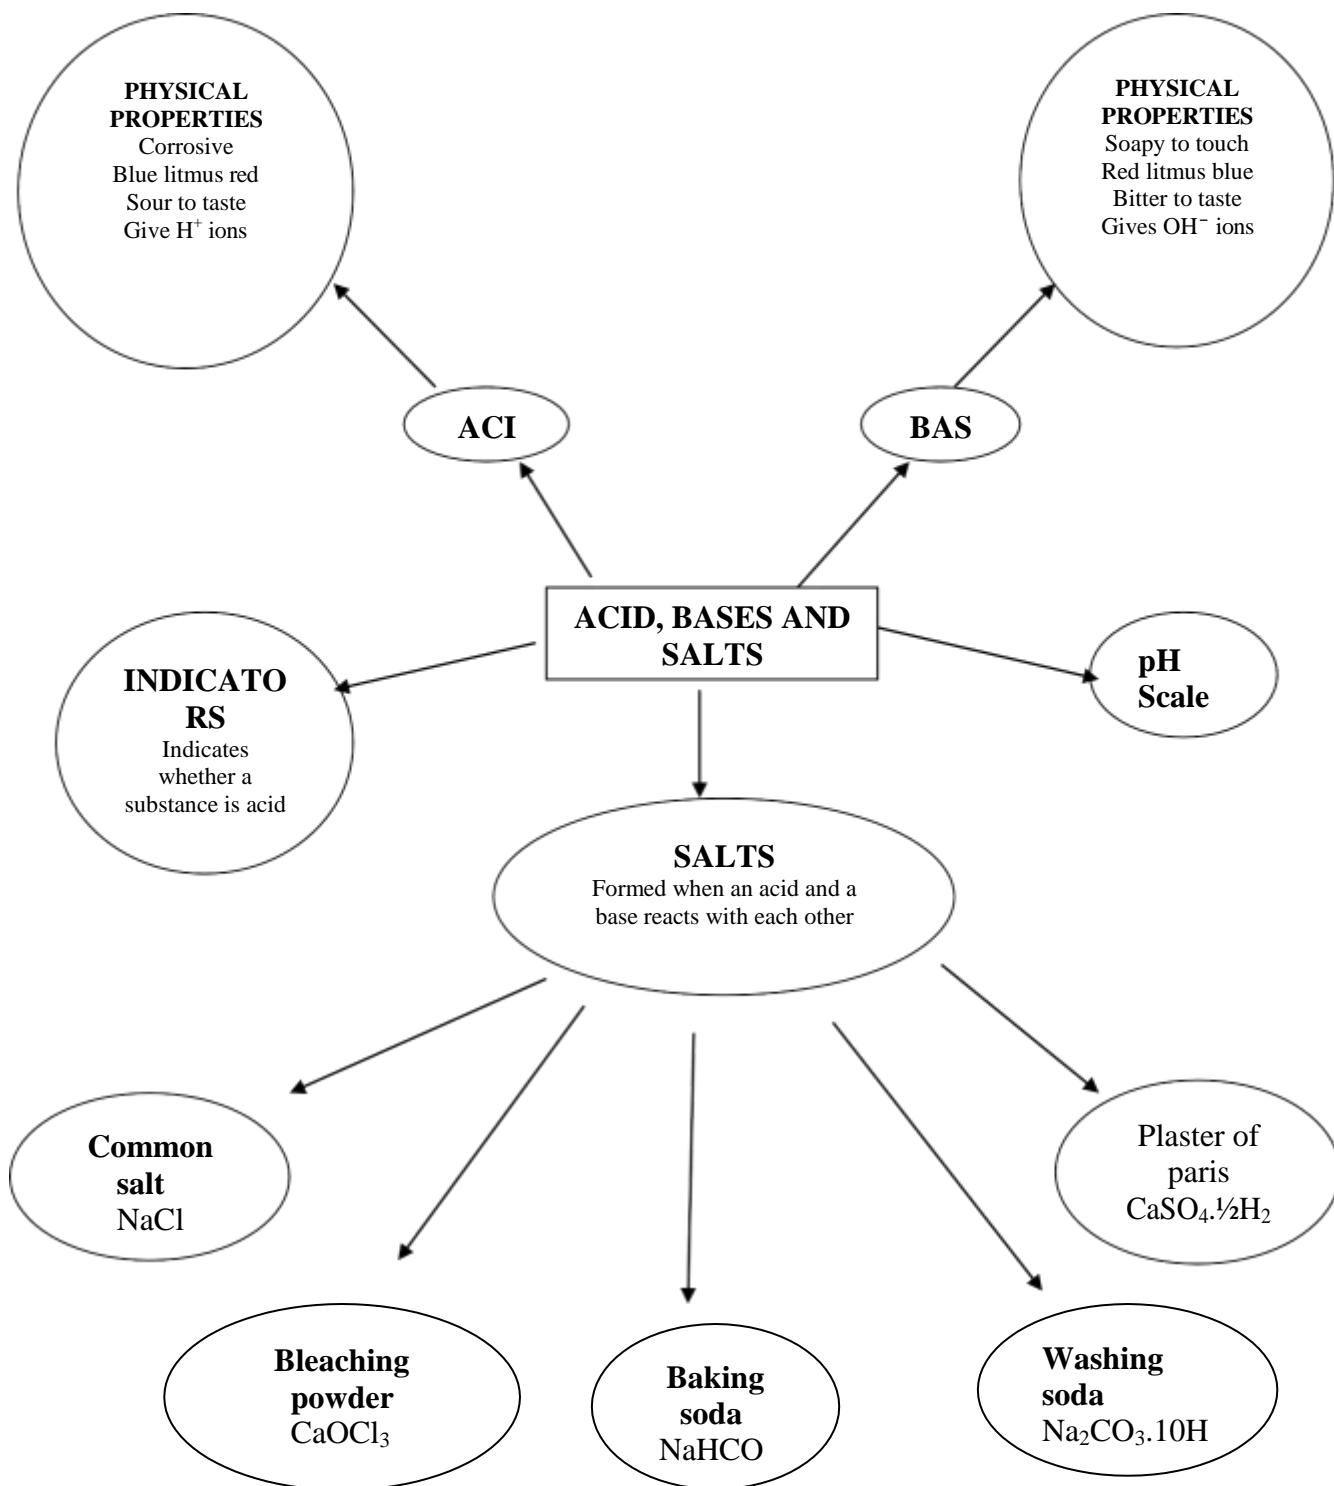 PHYSICAL
PROPERTIES
Corrosive
Blue litmus red
Sour to taste
Give H⁺ ions
PHYSICAL
PROPERTIES
Soapy to touch
Red litmus blue
Bitter to taste
Gives OH⁻ ions
ACI
BAS
ACID, BASES AND
SALTS
INDICATO
RS
Indicates
whether a
substance is acid
pH
Scale
SALTS
Formed when an acid and a
base reacts with each other
Common
salt
NaCl
Plaster of
paris
CaSO₄.½H₂
Bleaching
powder
CaOCl₃
Baking
soda
NaHCO
Washing
soda
Na₂CO₃.10H